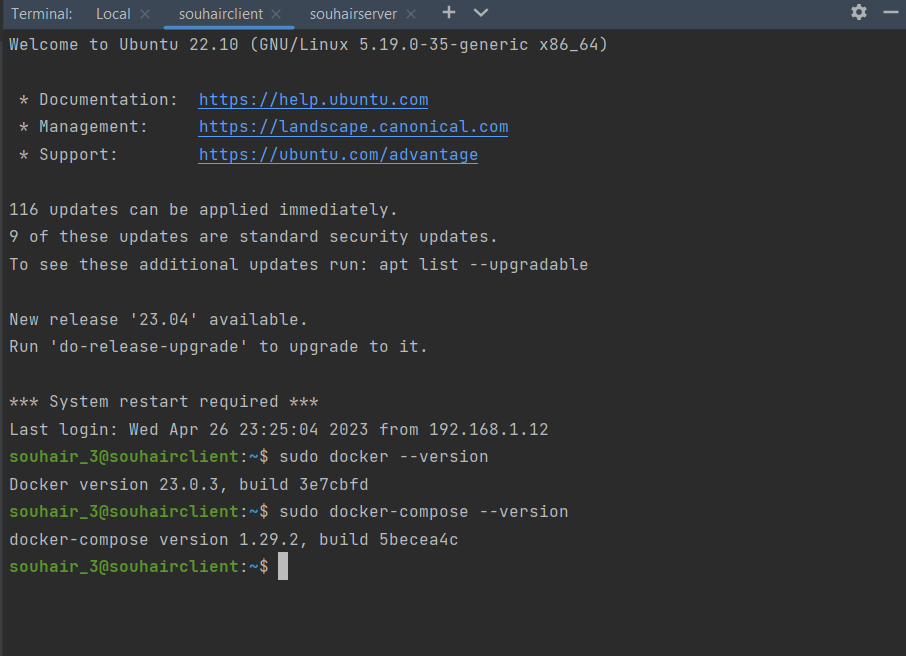 Terminal: Local souhairclient souhairserver
Welcome to Ubuntu 22.10 (GNU/Linux 5.19.0-35-generic x86_64)
* Documentation: https://help.ubuntu.com
* Management: https://landscape.canonical.com
* Support: https://ubuntu.com/advantage
116 updates can be applied immediately.
9 of these updates are standard security updates.
To see these additional updates run: apt list --upgradable
New release '23.04' available.
Run 'do-release-upgrade' to upgrade to it.
*** System restart required ***
Last login: Wed Apr 26 23:25:04 2023 from 192.168.1.12
souhair_3@souhairclient:~$ sudo docker --version
Docker version 23.0.3, build 3e7cbfd
souhair_3@souhairclient:~$ sudo docker-compose --version
docker-compose version 1.29.2, build 5becea4c
souhair_3@souhairclient:~$